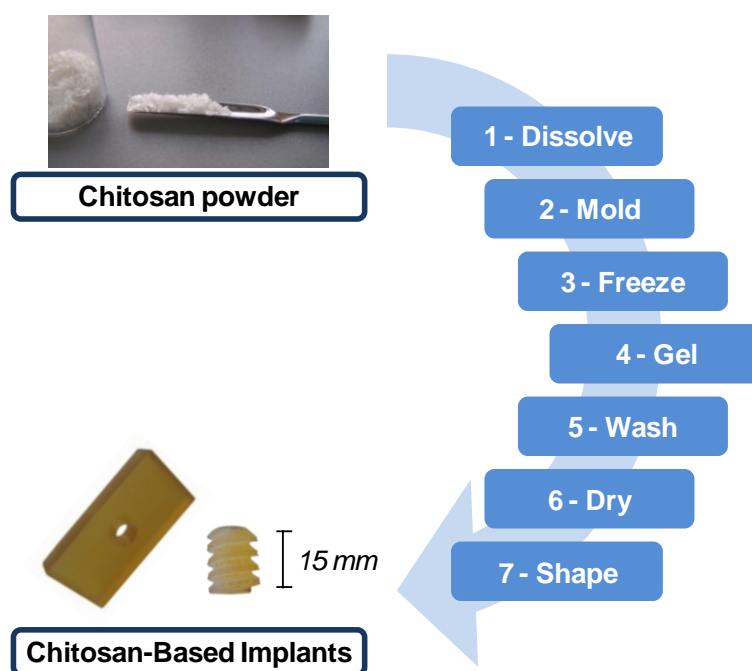 Chitosan powder
1 - Dissolve
2 - Mold
3 - Freeze
4 - Gel
5 - Wash
6 - Dry
7 - Shape
15 mm
Chitosan-Based Implants